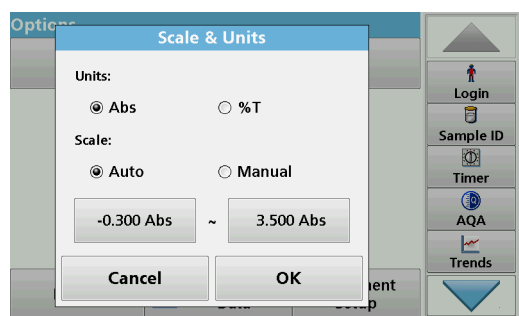 Scale & Units
Units:
Abs
%T
Scale:
Auto
Manual
-0.300 Abs ~ 3.500 Abs
Cancel
OK
Login
Sample ID
Timer
AQA
Trends